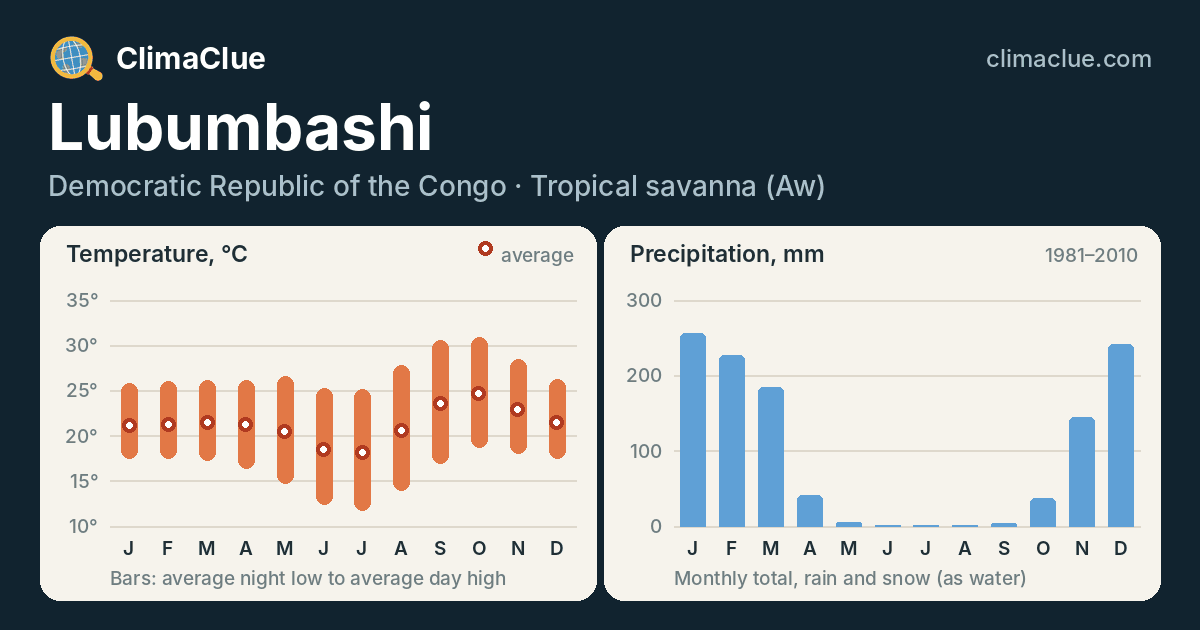 ClimaClue
climaclue.com
Lubumbashi
Democratic Republic of the Congo · Tropical savanna (Aw)
Temperature, °C
average
35°
30°
25°
20°
15°
10°
J F M A M J J A S O N D
Bars: average night low to average day high
Precipitation, mm
1981–2010
300
200
100
0
J F M A M J J A S O N D
Monthly total, rain and snow (as water)